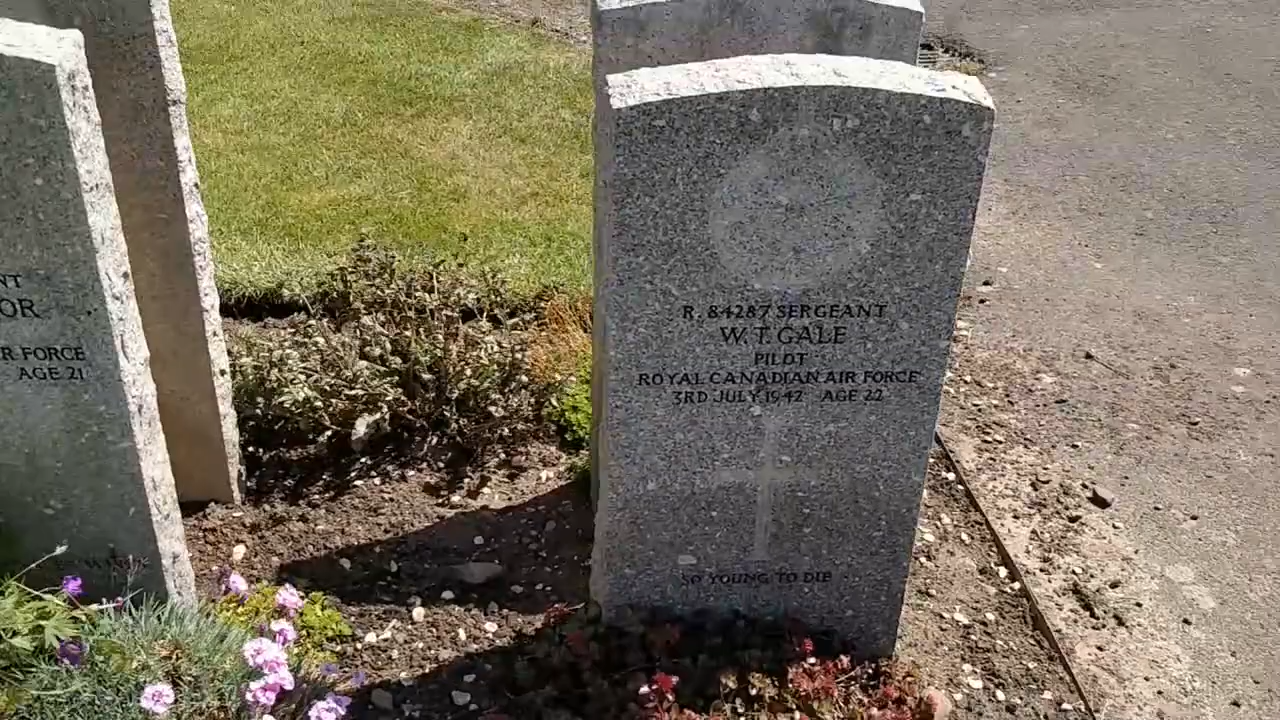 NT
OR
R FORCE
AGE 21
R. 84287 SERGEANT
W. T. GALE
PILOT
ROYAL CANADIAN AIR FORCE
3RD JULY 1942 AGE 22
SO YOUNG TO DIE